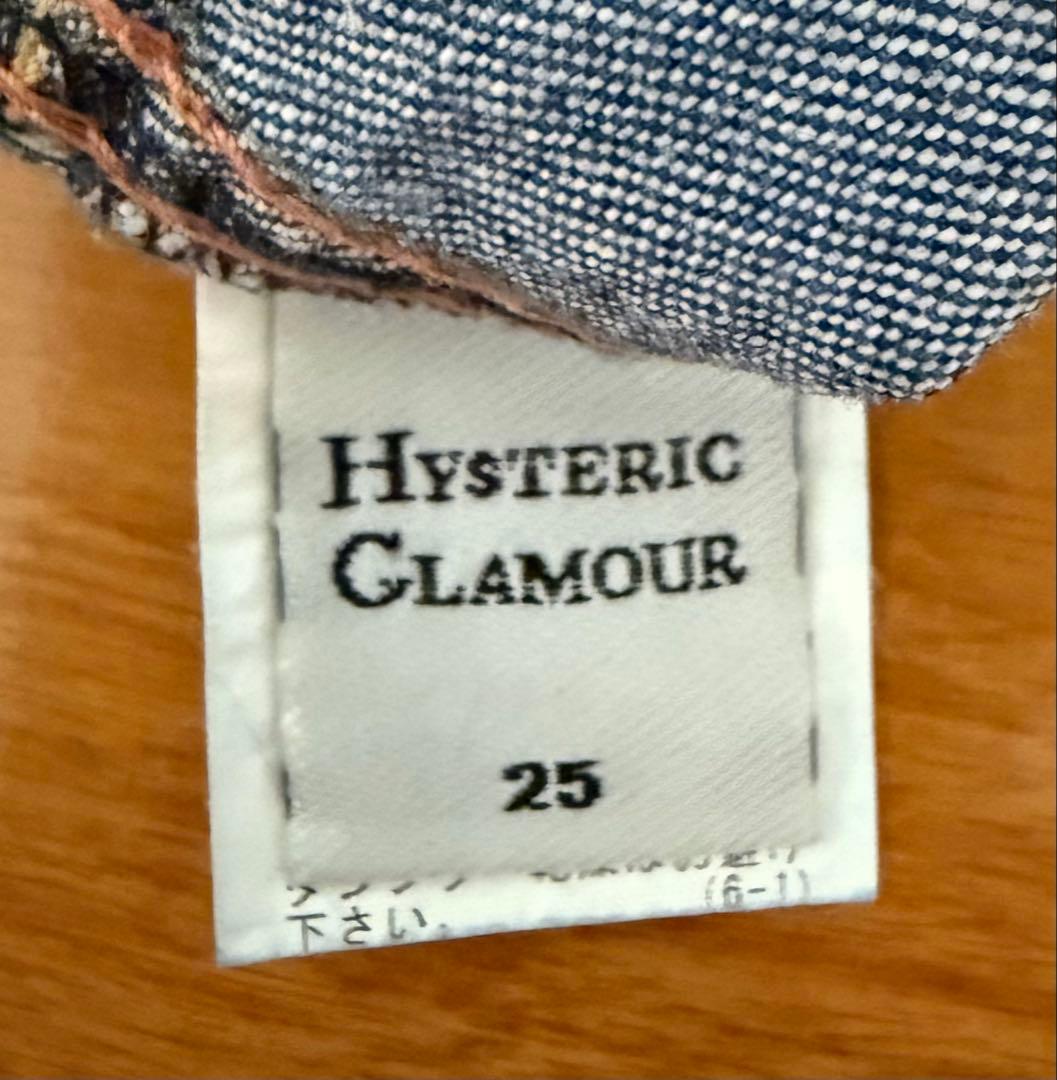 HYSTERIC
GLAMOUR
25
(6-1)
下さい。